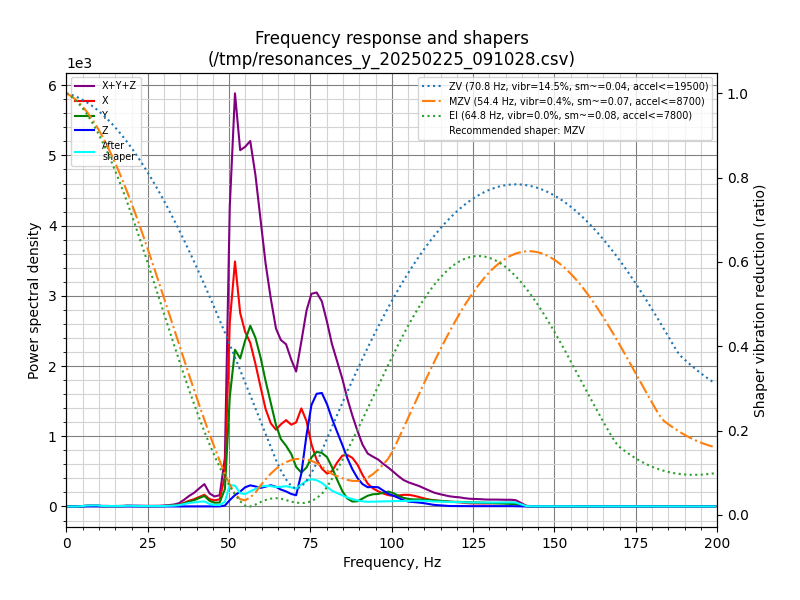 Frequency response and shapers
(/tmp/resonances_y_20250225_091028.csv)
1e3
X+Y+Z
X
Y
Z
After
shaper
ZV (70.8 Hz, vibr=14.5%, sm~=0.04, accel<=19500)
MZV (54.4 Hz, vibr=0.4%, sm~=0.07, accel<=8700)
EI (64.8 Hz, vibr=0.0%, sm~=0.08, accel<=7800)
Recommended shaper: MZV
Power spectral density
6
5
4
3
2
1
0
1.0
0.8
0.6
0.4
0.2
0.0
Shaper vibration reduction (ratio)
0 25 50 75 100 125 150 175 200
Frequency, Hz